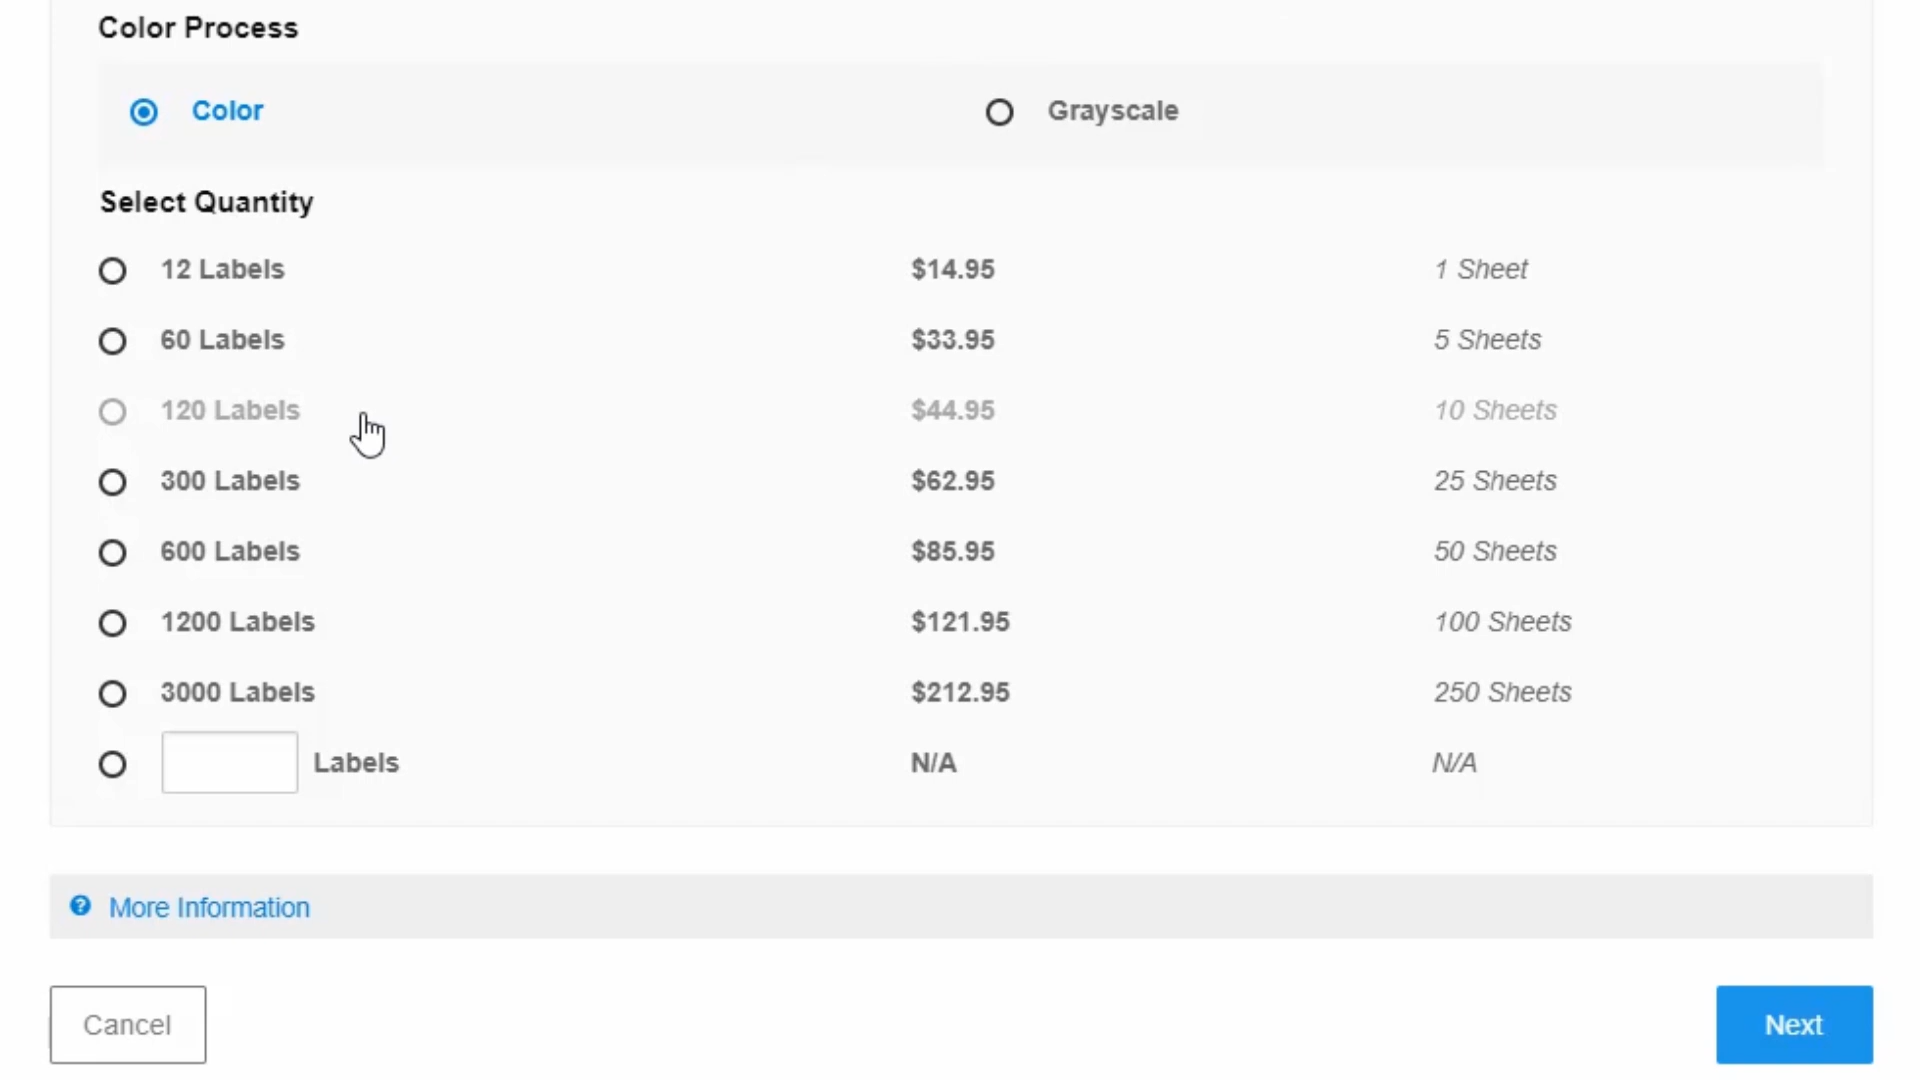 Color Process
Color Grayscale
Select Quantity
12 Labels $14.95 1 Sheet
60 Labels $33.95 5 Sheets
120 Labels $44.95 10 Sheets
300 Labels $62.95 25 Sheets
600 Labels $85.95 50 Sheets
1200 Labels $121.95 100 Sheets
3000 Labels $212.95 250 Sheets
Labels N/A N/A
? More Information
Cancel Next